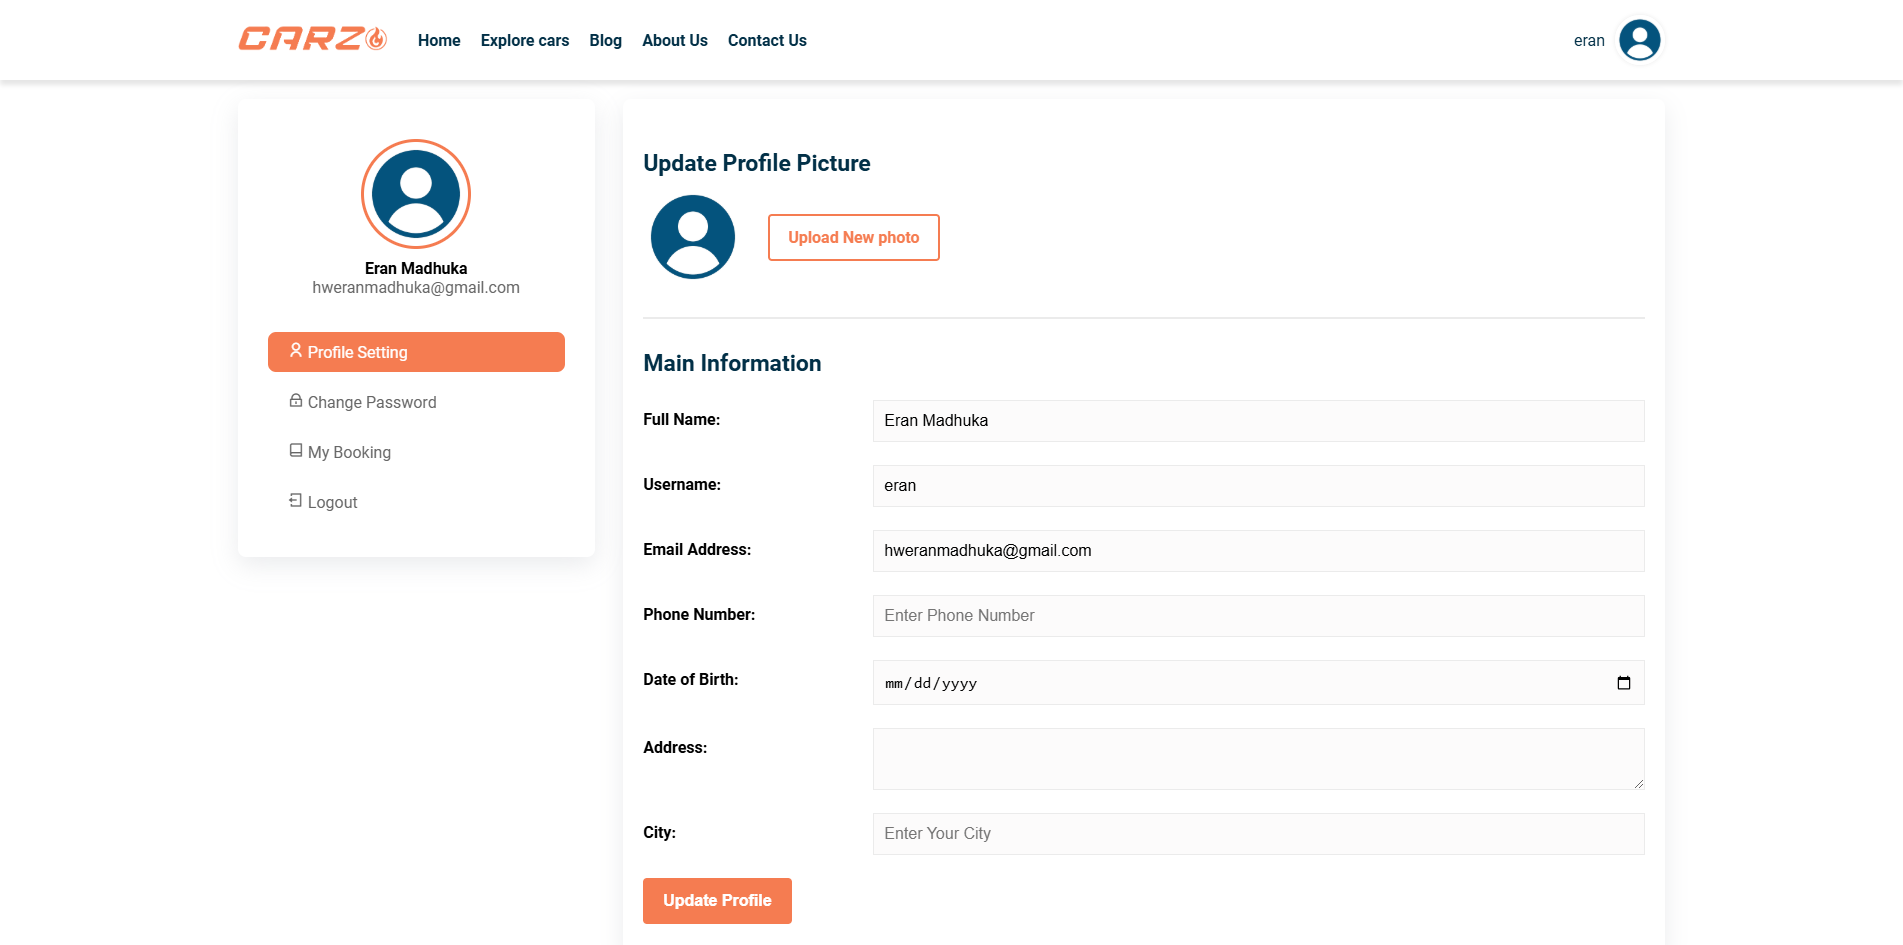 CARZO
Home Explore cars Blog About Us Contact Us
eran
Eran Madhuka
hweranmadhuka@gmail.com
Profile Setting
Change Password
My Booking
Logout
Update Profile Picture
Upload New photo
Main Information
Full Name: Eran Madhuka
Username: eran
Email Address: hweranmadhuka@gmail.com
Phone Number: Enter Phone Number
Date of Birth: mm/dd/yyyy
Address:
City: Enter Your City
Update Profile